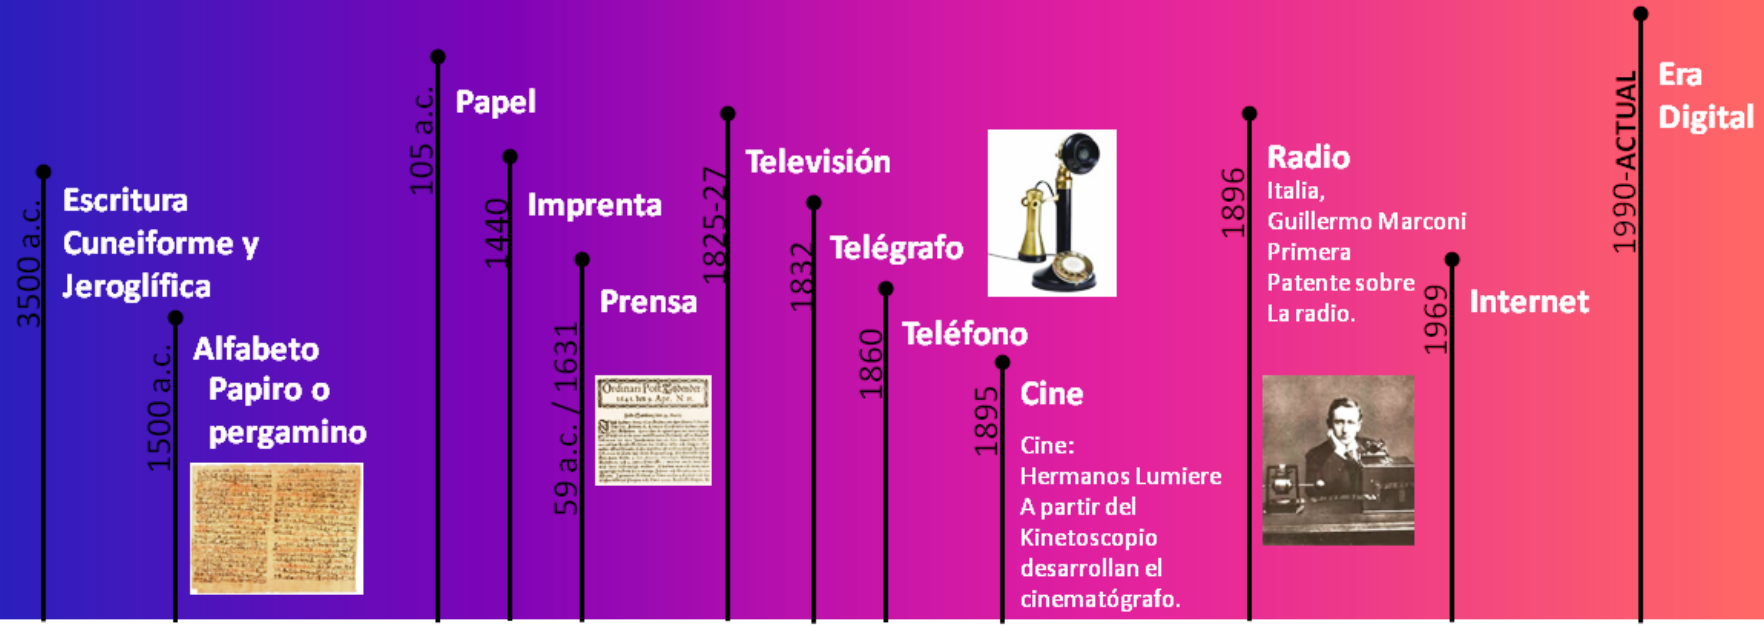 3500 a.c.
Escritura
Cuneiforme y
Jeroglífica
1500 a.c.
Alfabeto
Papiro o
pergamino
105 a.c.
Papel
1440
Imprenta
59 a.c. / 1631
Prensa
1825-27
Televisión
1832
Telégrafo
1860
Teléfono
1895
Cine
Cine:
Hermanos Lumiere
A partir del
Kinetoscopio
desarrollan el
cinematógrafo.
1896
Radio
Italia,
Guillermo Marconi
Primera
Patente sobre
La radio.
1969
Internet
1990-ACTUAL
Era
Digital